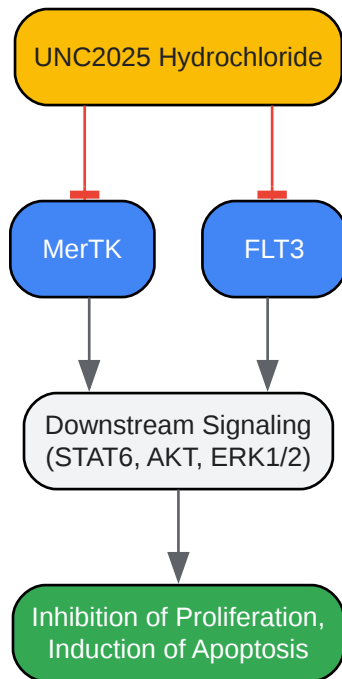 UNC2025 Hydrochloride
MerTK
FLT3
Downstream Signaling
(STAT6, AKT, ERK1/2)
Inhibition of Proliferation,
Induction of Apoptosis